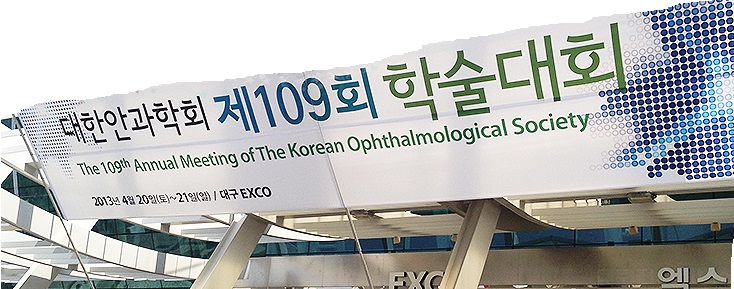 대한안과학회 제109회 학술대회
The 109th Annual Meeting of The Korean Ophthalmological Society
2013년 4월 20일(토)~21일(일) / 대구 EXCO
EXCO
엑스